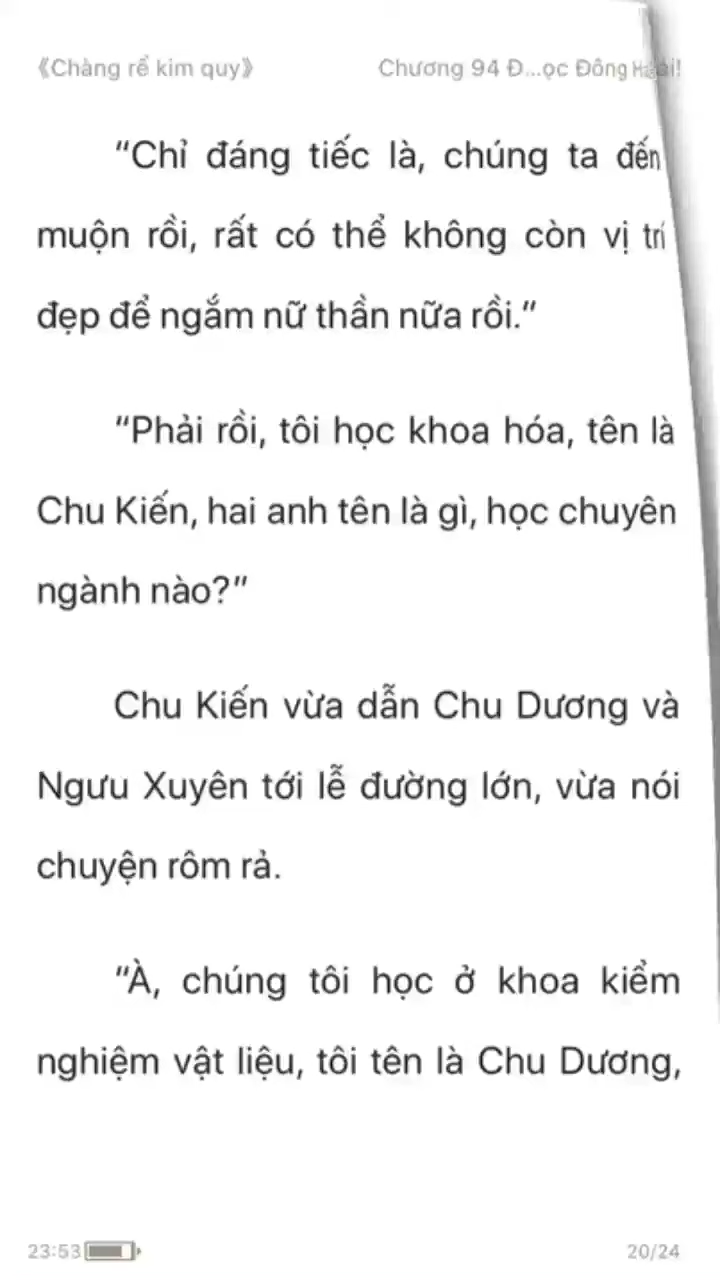 《Chàng rể kim quy》
Chương 94 Đ...ọc Đông Hải!
“Chỉ đáng tiếc là, chúng ta đến
muộn rồi, rất có thể không còn vị trí
đẹp để ngắm nữ thần nữa rồi.”
“Phải rồi, tôi học khoa hóa, tên là
Chu Kiến, hai anh tên là gì, học chuyên
ngành nào?”
Chu Kiến vừa dẫn Chu Dương và
Ngưu Xuyên tới lễ đường lớn, vừa nói
chuyện rôm rả.
“À, chúng tôi học ở khoa kiểm
nghiệm vật liệu, tôi tên là Chu Dương,
23:53
20/24